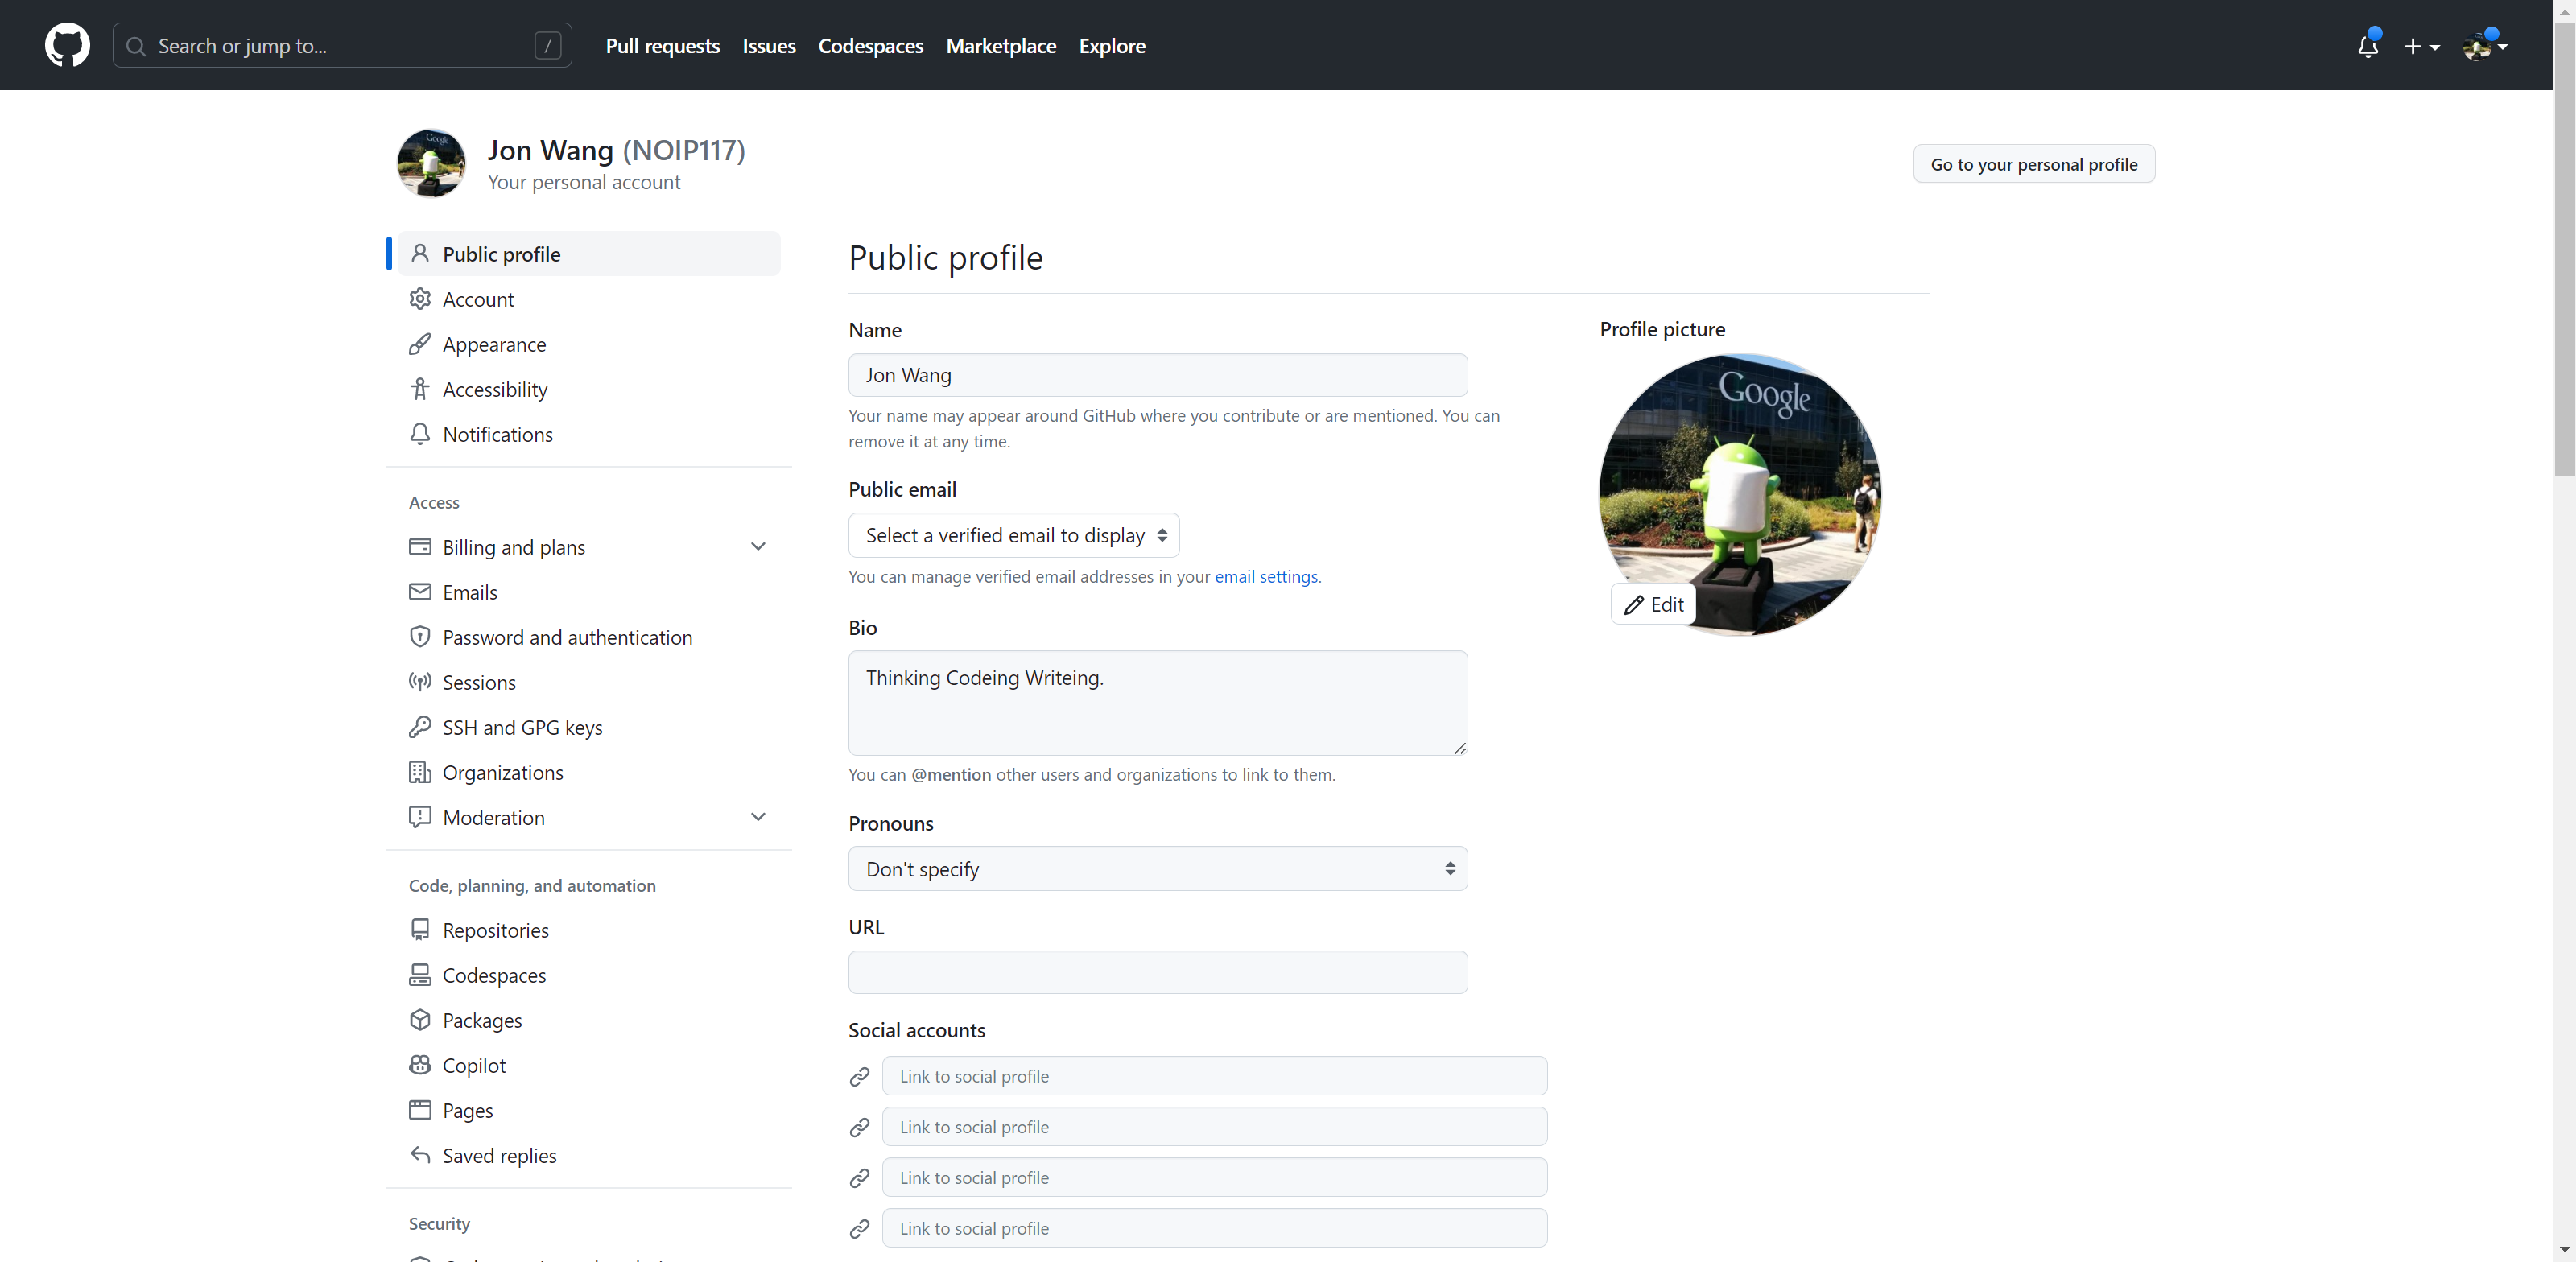 Search or jump to... /
Pull requests Issues Codespaces Marketplace Explore
Jon Wang (NOIP117)
Your personal account
Go to your personal profile
Public profile
Account
Appearance
Accessibility
Notifications
Access
Billing and plans
Emails
Password and authentication
Sessions
SSH and GPG keys
Organizations
Moderation
Code, planning, and automation
Repositories
Codespaces
Packages
Copilot
Pages
Saved replies
Security
Public profile
Name
Jon Wang
Your name may appear around GitHub where you contribute or are mentioned. You can
remove it at any time.
Public email
Select a verified email to display
You can manage verified email addresses in your email settings.
Bio
Thinking Codeing Writeing.
You can @mention other users and organizations to link to them.
Pronouns
Don't specify
URL
Social accounts
Link to social profile
Link to social profile
Link to social profile
Link to social profile
Profile picture
Google
Edit